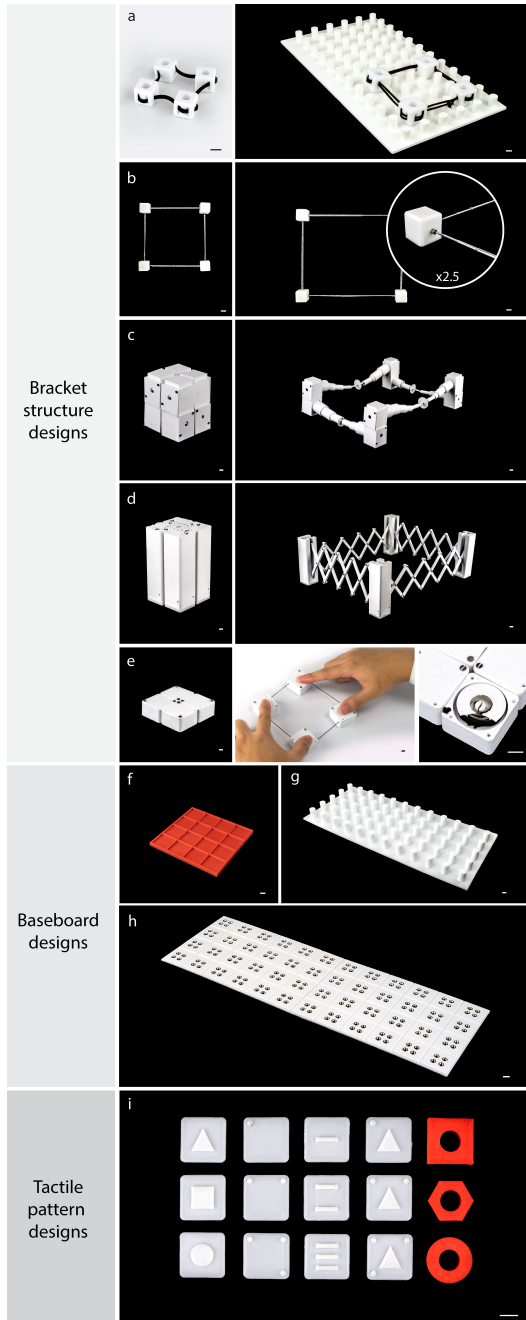 a
b
x2.5
Bracket
structure
designs
c
d
e
f
g
Baseboard
designs
h
i
Tactile
pattern
designs